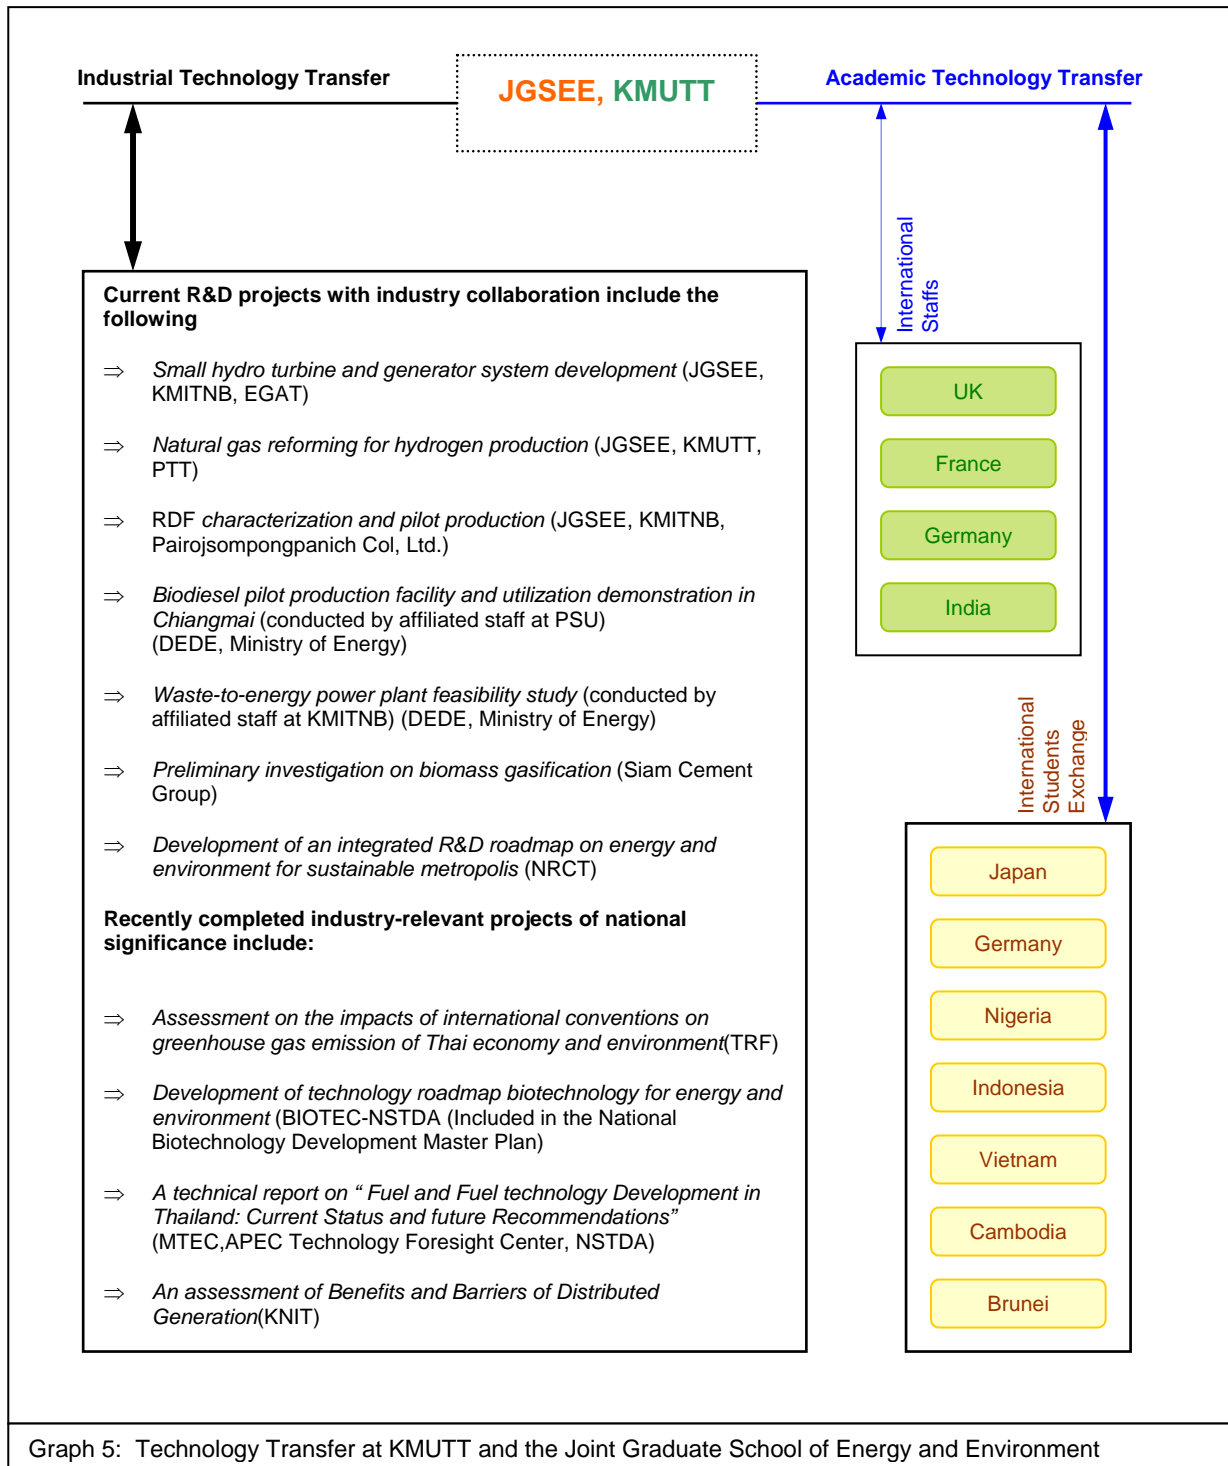 Industrial Technology Transfer
JGSEE, KMUTT
Academic Technology Transfer
Current R&D projects with industry collaboration include the
following
⇒ Small hydro turbine and generator system development (JGSEE,
KMITNB, EGAT)
⇒ Natural gas reforming for hydrogen production (JGSEE, KMUTT,
PTT)
⇒ RDF characterization and pilot production (JGSEE, KMITNB,
Pairojsompongpanich Col, Ltd.)
⇒ Biodiesel pilot production facility and utilization demonstration in
Chiangmai (conducted by affiliated staff at PSU)
(DEDE, Ministry of Energy)
⇒ Waste-to-energy power plant feasibility study (conducted by
affiliated staff at KMITNB) (DEDE, Ministry of Energy)
⇒ Preliminary investigation on biomass gasification (Siam Cement
Group)
⇒ Development of an integrated R&D roadmap on energy and
environment for sustainable metropolis (NRCT)
Recently completed industry-relevant projects of national
significance include:
⇒ Assessment on the impacts of international conventions on
greenhouse gas emission of Thai economy and environment(TRF)
⇒ Development of technology roadmap biotechnology for energy and
environment (BIOTEC-NSTDA (Included in the National
Biotechnology Development Master Plan)
⇒ A technical report on “ Fuel and Fuel technology Development in
Thailand: Current Status and future Recommendations”
(MTEC,APEC Technology Foresight Center, NSTDA)
⇒ An assessment of Benefits and Barriers of Distributed
Generation(KNIT)
International
Staffs
UK
France
Germany
India
International
Students
Exchange
Japan
Germany
Nigeria
Indonesia
Vietnam
Cambodia
Brunei
Graph 5: Technology Transfer at KMUTT and the Joint Graduate School of Energy and Environment